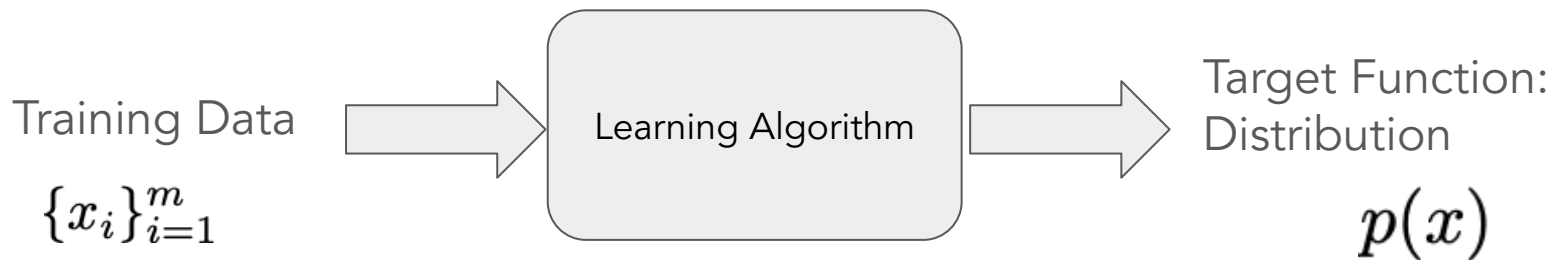 Training Data
{x_i}_{i=1}^m
Learning Algorithm
Target Function:
Distribution
p(x)